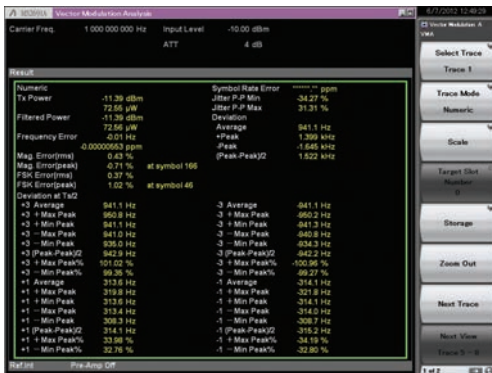 MS2691A Vector Modulation Analysis
6/7/2012 12:49:29
Carrier Freq. 1 000 000 000 Hz Input Level -10.00 dBm
ATT 4 dB
Result
Numeric Symbol Rate Error ******.** ppm
Tx Power -11.39 dBm Jitter P-P Min -34.27 %
72.55 µW Jitter P-P Max 31.31 %
Filtered Power -11.39 dBm Deviation
72.56 µW Average 941.1 Hz
Frequency Error -0.01 Hz +Peak 1.399 kHz
-0.00000553 ppm -Peak -1.645 kHz
Mag. Error(rms) 0.43 % (Peak-Peak)/2 1.522 kHz
Mag. Error(peak) -0.71 % at symbol 166
FSK Error(rms) 0.37 %
FSK Error(peak) 1.02 % at symbol 46
Deviation at Ts/2
+3 Average 941.1 Hz -3 Average -941.1 Hz
+3 + Max Peak 950.8 Hz -3 + Max Peak -950.2 Hz
+3 + Min Peak 941.1 Hz -3 + Min Peak -941.3 Hz
+3 − Max Peak 941.0 Hz -3 − Max Peak -940.8 Hz
+3 − Min Peak 935.0 Hz -3 − Min Peak -934.3 Hz
+3 (Peak-Peak)/2 942.9 Hz -3 (Peak-Peak)/2 -942.2 Hz
+3 + Max Peak% 101.02 % -3 + Max Peak% -100.96 %
+3 − Min Peak% 99.35 % -3 − Min Peak% -99.27 %
+1 Average 313.6 Hz -1 Average -314.1 Hz
+1 + Max Peak 319.8 Hz -1 + Max Peak -321.8 Hz
+1 + Min Peak 313.6 Hz -1 + Min Peak -314.1 Hz
+1 − Max Peak 313.4 Hz -1 − Max Peak -314.0 Hz
+1 − Min Peak 308.3 Hz -1 − Min Peak -308.7 Hz
+1 (Peak-Peak)/2 314.1 Hz -1 (Peak-Peak)/2 -315.2 Hz
+1 + Max Peak% 33.98 % -1 + Max Peak% -34.19 %
+1 − Min Peak% 32.76 % -1 − Min Peak% -32.80 %
Ref.Int Pre-Amp Off
Vector Modulation A
VMA
Select Trace
Trace 1
Trace Mode
Numeric
Scale
Target Slot
Number
0
Storage
Zoom Out
Next Trace
Next View
Trace 5 - 8
1 of 2